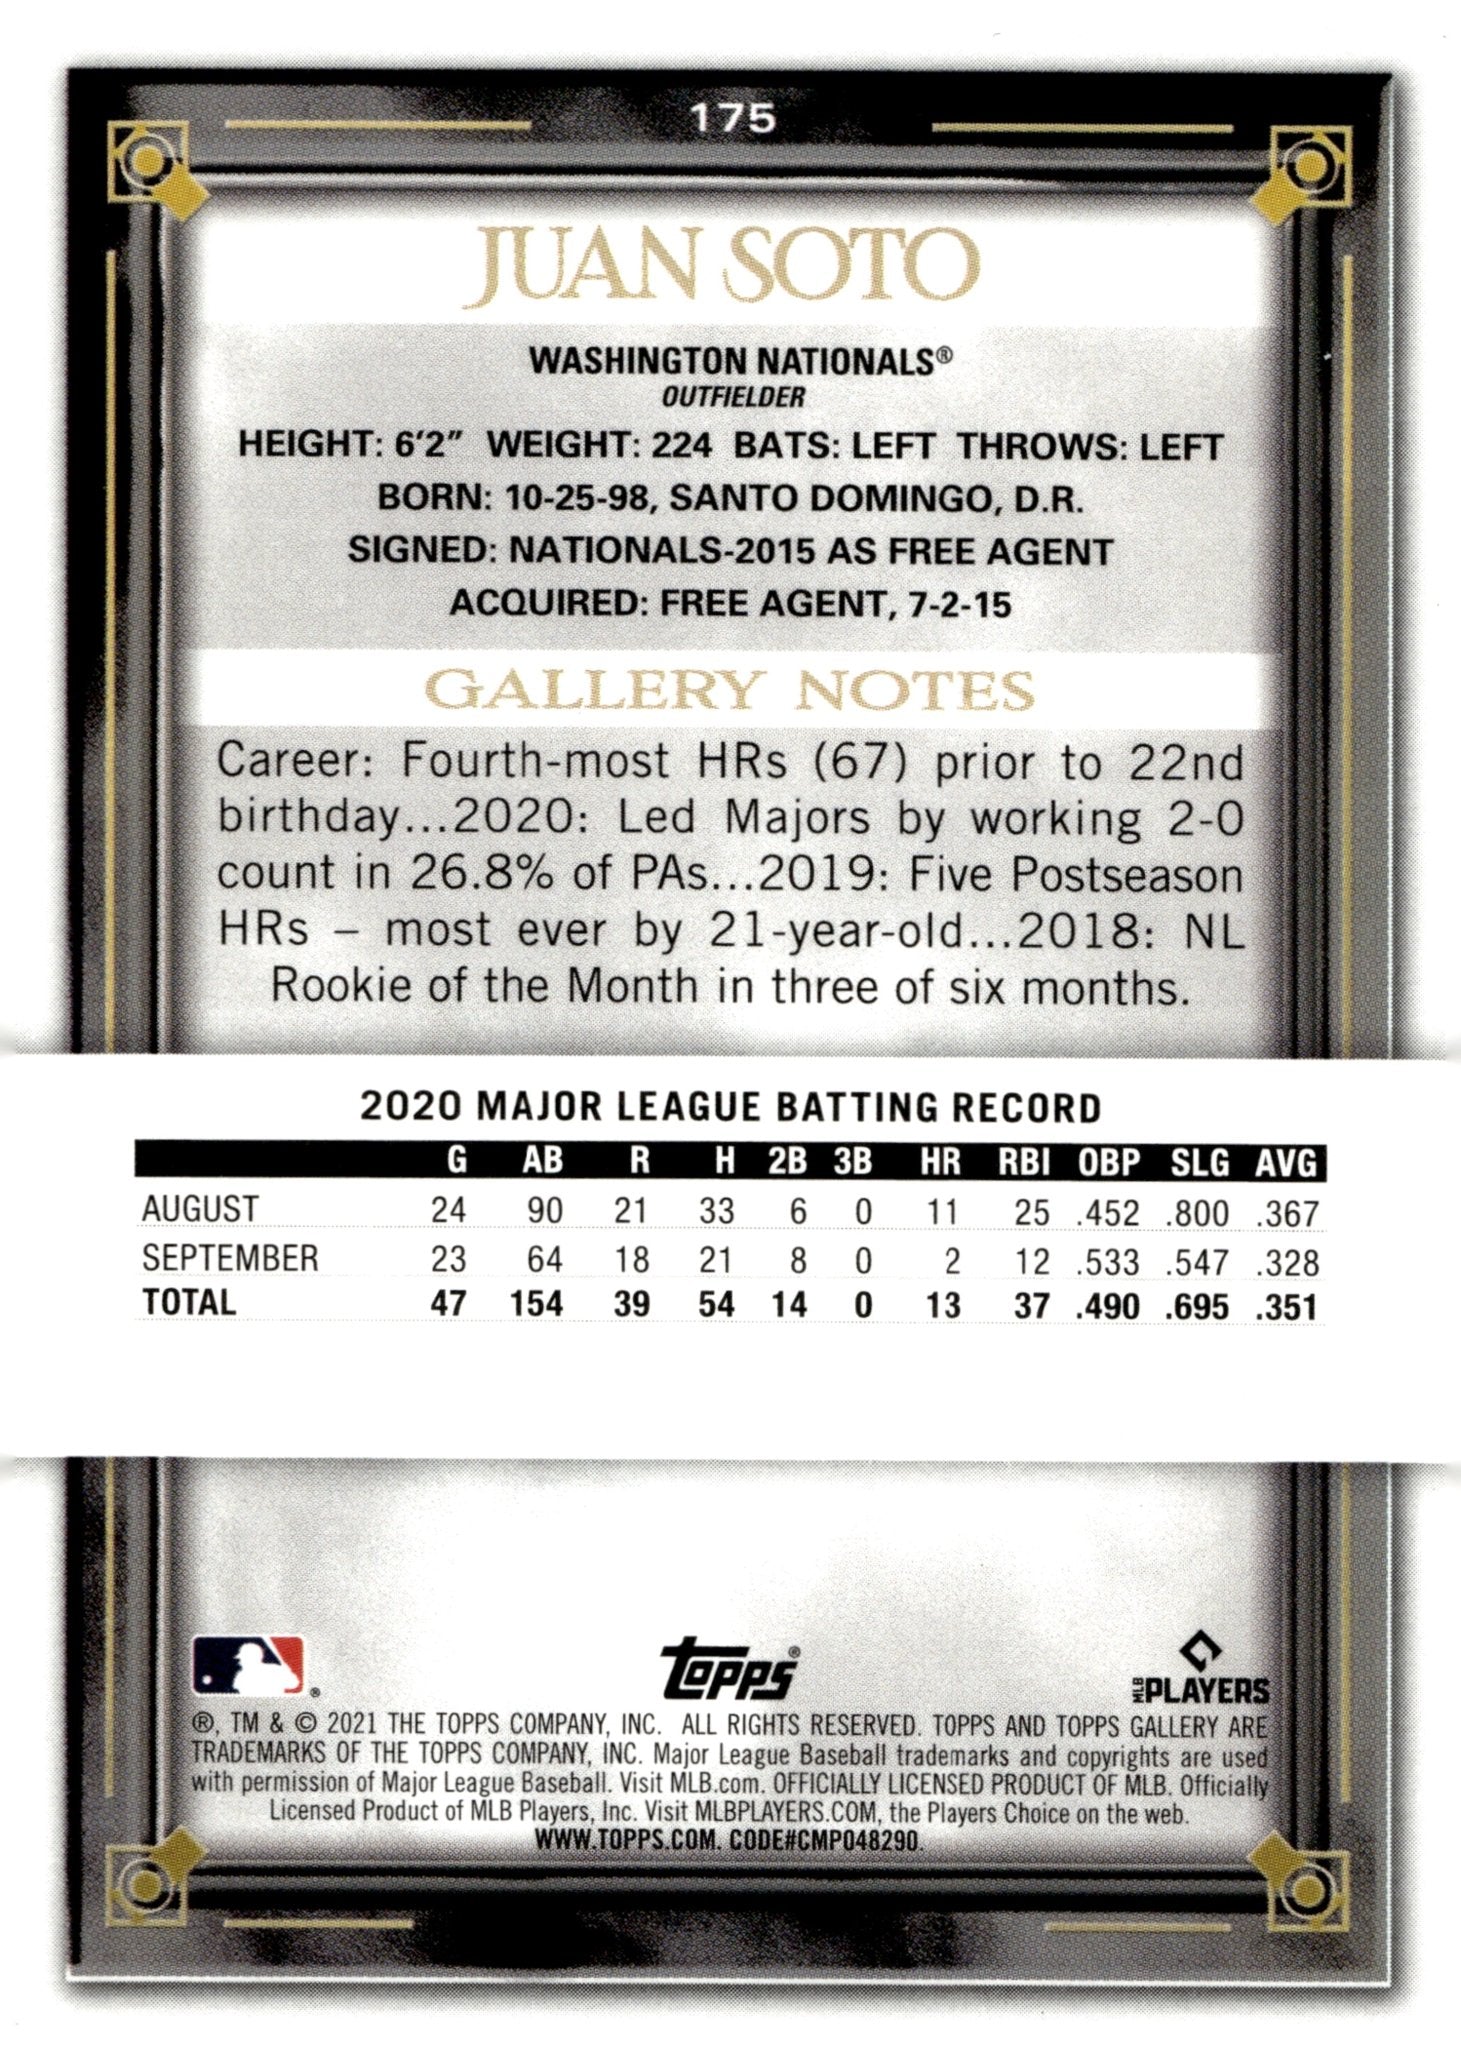 175
JUAN SOTO
WASHINGTON NATIONALS®
OUTFIELDER
HEIGHT: 6'2" WEIGHT: 224 BATS: LEFT THROWS: LEFT
BORN: 10-25-98, SANTO DOMINGO, D.R.
SIGNED: NATIONALS-2015 AS FREE AGENT
ACQUIRED: FREE AGENT, 7-2-15
GALLERY NOTES
Career: Fourth-most HRs (67) prior to 22nd
birthday...2020: Led Majors by working 2-0
count in 26.8% of PAs...2019: Five Postseason
HRs – most ever by 21-year-old...2018: NL
Rookie of the Month in three of six months.
2020 MAJOR LEAGUE BATTING RECORD
G AB R H 2B 3B HR RBI OBP SLG AVG
AUGUST 24 90 21 33 6 0 11 25 .452 .800 .367
SEPTEMBER 23 64 18 21 8 0 2 12 .533 .547 .328
TOTAL 47 154 39 54 14 0 13 37 .490 .695 .351
® topps® MLB PLAYERS
®, TM & © 2021 THE TOPPS COMPANY, INC. ALL RIGHTS RESERVED. TOPPS AND TOPPS GALLERY ARE
TRADEMARKS OF THE TOPPS COMPANY, INC. Major League Baseball trademarks and copyrights are used
with permission of Major League Baseball. Visit MLB.com. OFFICIALLY LICENSED PRODUCT OF MLB. Officially
Licensed Product of MLB Players, Inc. Visit MLBPLAYERS.COM, the Players Choice on the web.
WWW.TOPPS.COM. CODE#CMP048290.